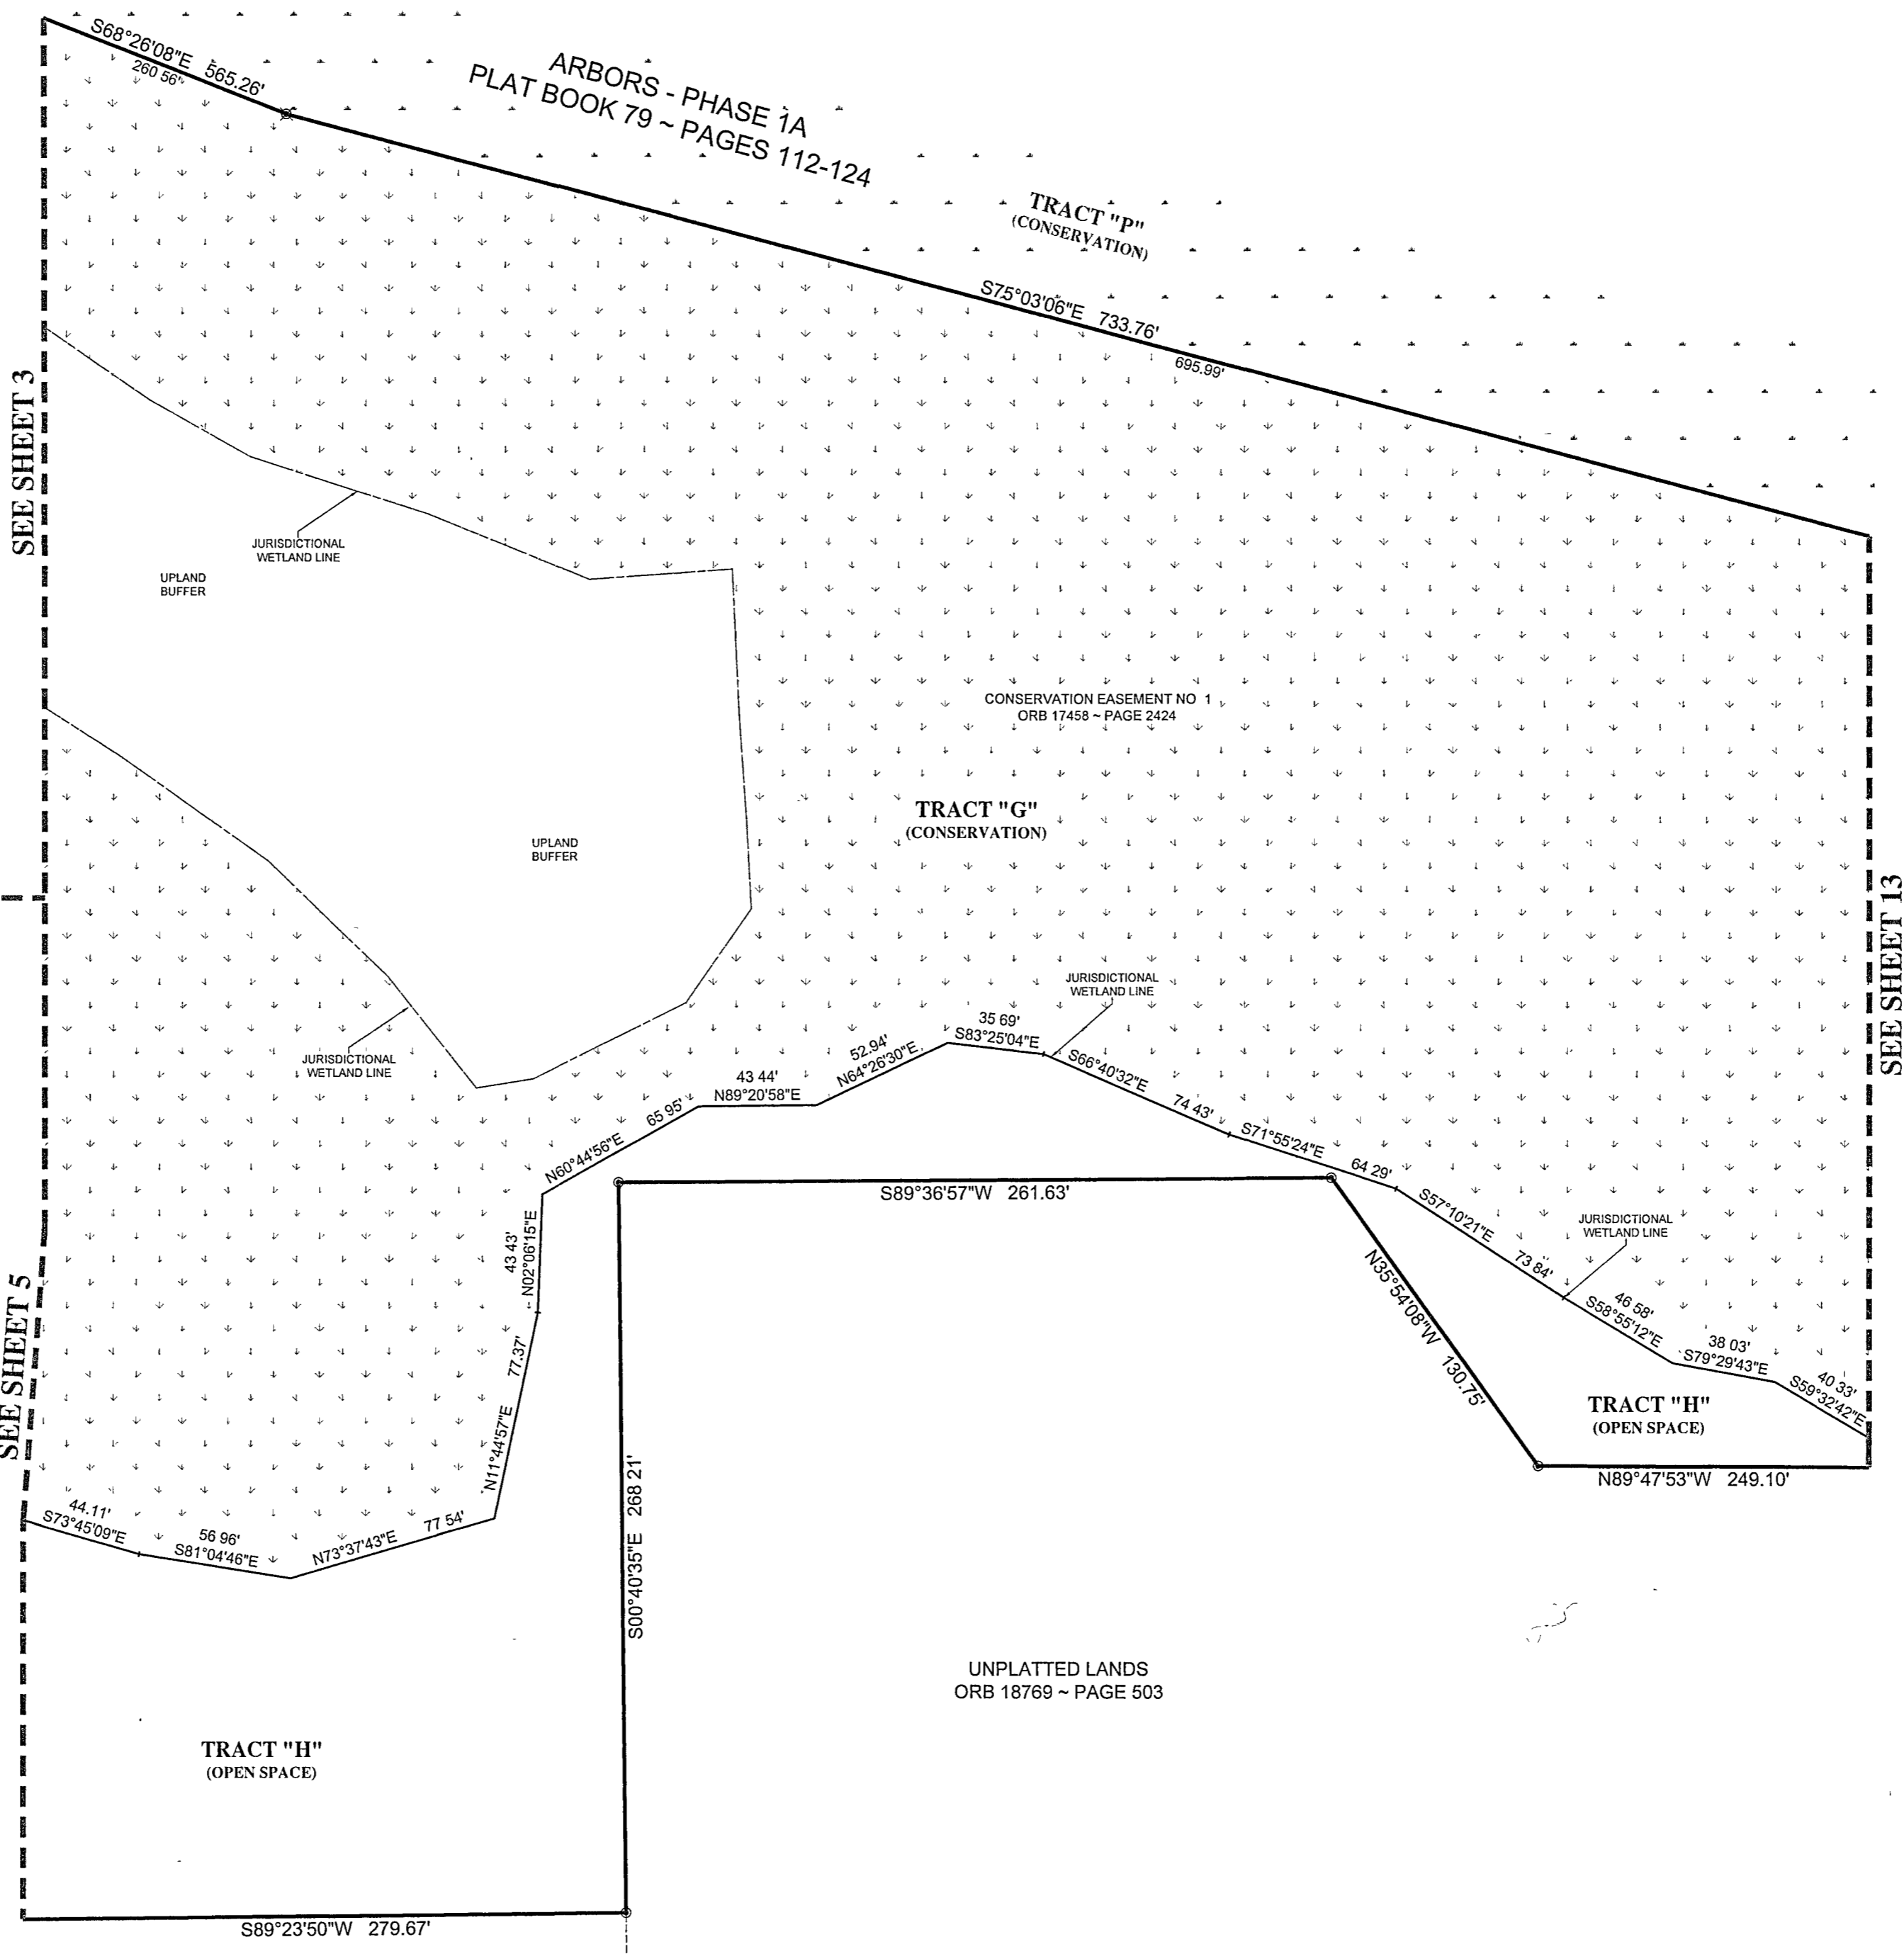 S68°26'08"E 565.26'
260 56'
ARBORS - PHASE 1A
PLAT BOOK 79 ~ PAGES 112-124
TRACT "P"
(CONSERVATION)
S75°03'06"E 733.76'
695.99'
SEE SHEET 3
JURISDICTIONAL
WETLAND LINE
UPLAND
BUFFER
CONSERVATION EASEMENT NO 1
ORB 17458 ~ PAGE 2424
TRACT "G"
(CONSERVATION)
UPLAND
BUFFER
SEE SHEET 13
JURISDICTIONAL
WETLAND LINE
JURISDICTIONAL
WETLAND LINE
35 69'
S83°25'04"E
52.94'
N64°26'30"E
S66°40'32"E
74 43'
43 44'
N89°20'58"E
65 95'
N60°44'56"E
S71°55'24"E
64 29'
S89°36'57"W 261.63'
S57°10'21"E
73 84'
JURISDICTIONAL
WETLAND LINE
43 43'
N02°06'15"E
N35°54'08"W 130.75'
46 58'
S58°55'12"E
38 03'
S79°29'43"E
40 33'
S59°32'42"E
SEE SHEET 5
77.37'
N11°44'57"E
TRACT "H"
(OPEN SPACE)
N89°47'53"W 249.10'
44.11'
S73°45'09"E
56 96'
S81°04'46"E
N73°37'43"E 77 54'
S00°40'35"E 268 21'
UNPLATTED LANDS
ORB 18769 ~ PAGE 503
TRACT "H"
(OPEN SPACE)
S89°23'50"W 279.67'